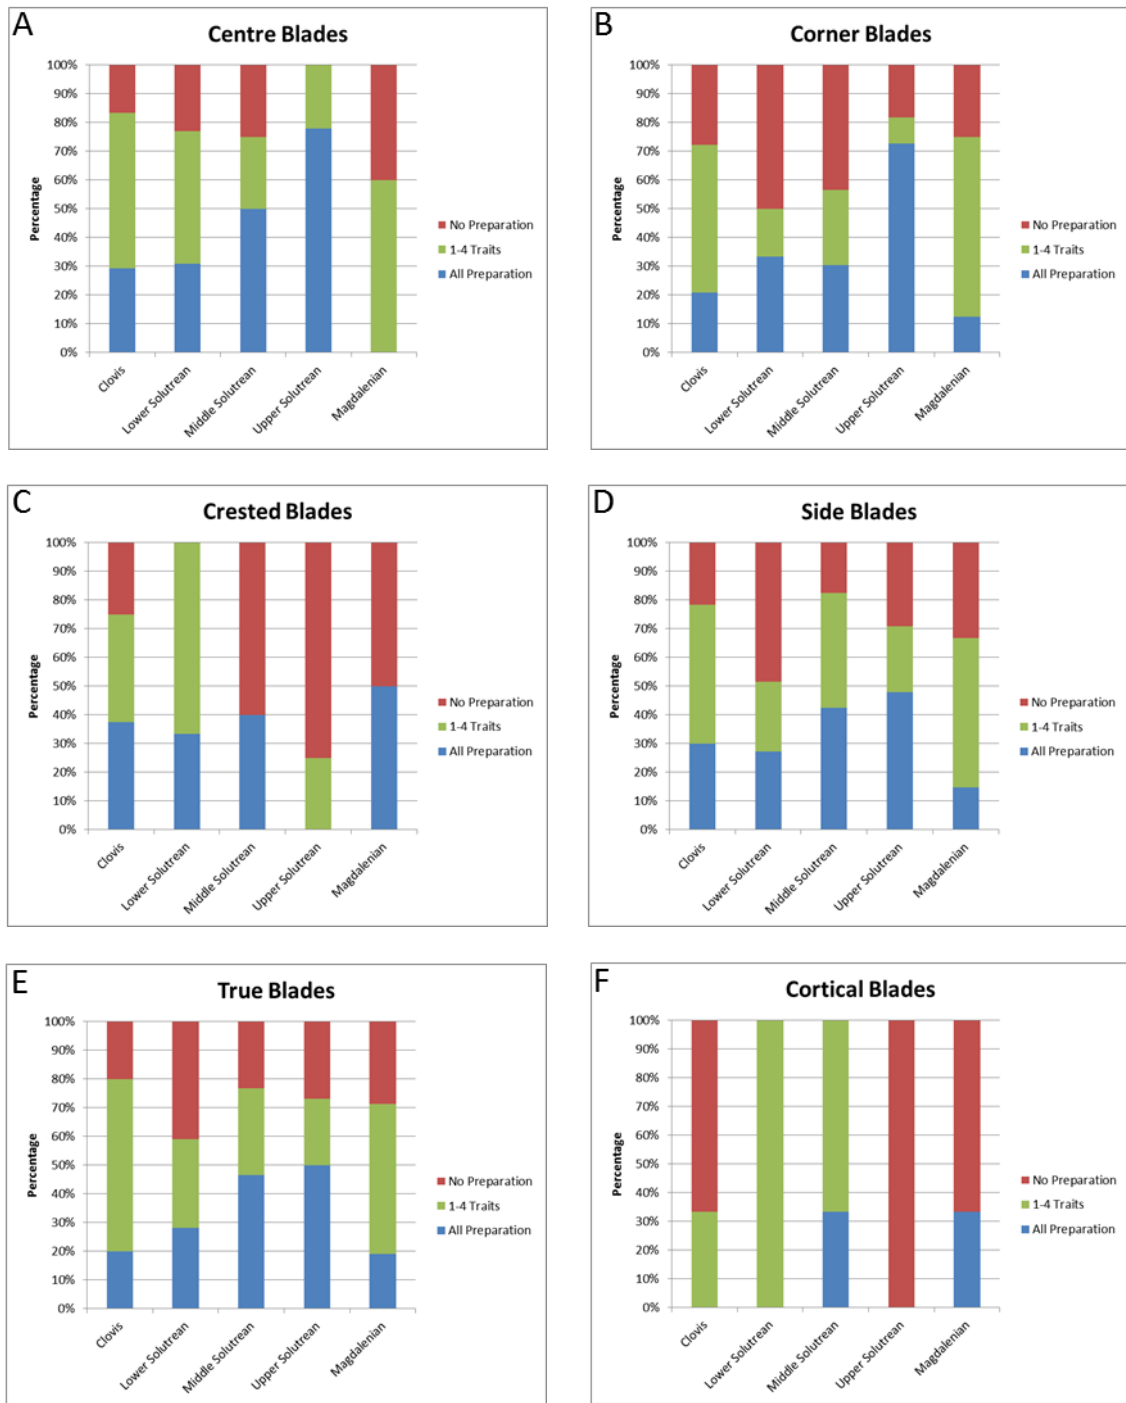 A
Centre Blades
100%
90%
80%
70%
60%
50%
40%
30%
20%
10%
0%
Percentage
Clovis
Lower Solutrean
Middle Solutrean
Upper Solutrean
Magdalenian
No Preparation
1-4 Traits
All Preparation
B
Corner Blades
100%
90%
80%
70%
60%
50%
40%
30%
20%
10%
0%
Percentage
Clovis
Lower Solutrean
Middle Solutrean
Upper Solutrean
Magdalenian
No Preparation
1-4 Traits
All Preparation
C
Crested Blades
100%
90%
80%
70%
60%
50%
40%
30%
20%
10%
0%
Percentage
Clovis
Lower Solutrean
Middle Solutrean
Upper Solutrean
Magdalenian
No Preparation
1-4 Traits
All Preparation
D
Side Blades
100%
90%
80%
70%
60%
50%
40%
30%
20%
10%
0%
Percentage
Clovis
Lower Solutrean
Middle Solutrean
Upper Solutrean
Magdalenian
No Preparation
1-4 Traits
All Preparation
E
True Blades
100%
90%
80%
70%
60%
50%
40%
30%
20%
10%
0%
Percentage
Clovis
Lower Solutrean
Middle Solutrean
Upper Solutrean
Magdalenian
No Preparation
1-4 Traits
All Preparation
F
Cortical Blades
100%
90%
80%
70%
60%
50%
40%
30%
20%
10%
0%
Percentage
Clovis
Lower Solutrean
Middle Solutrean
Upper Solutrean
Magdalenian
No Preparation
1-4 Traits
All Preparation